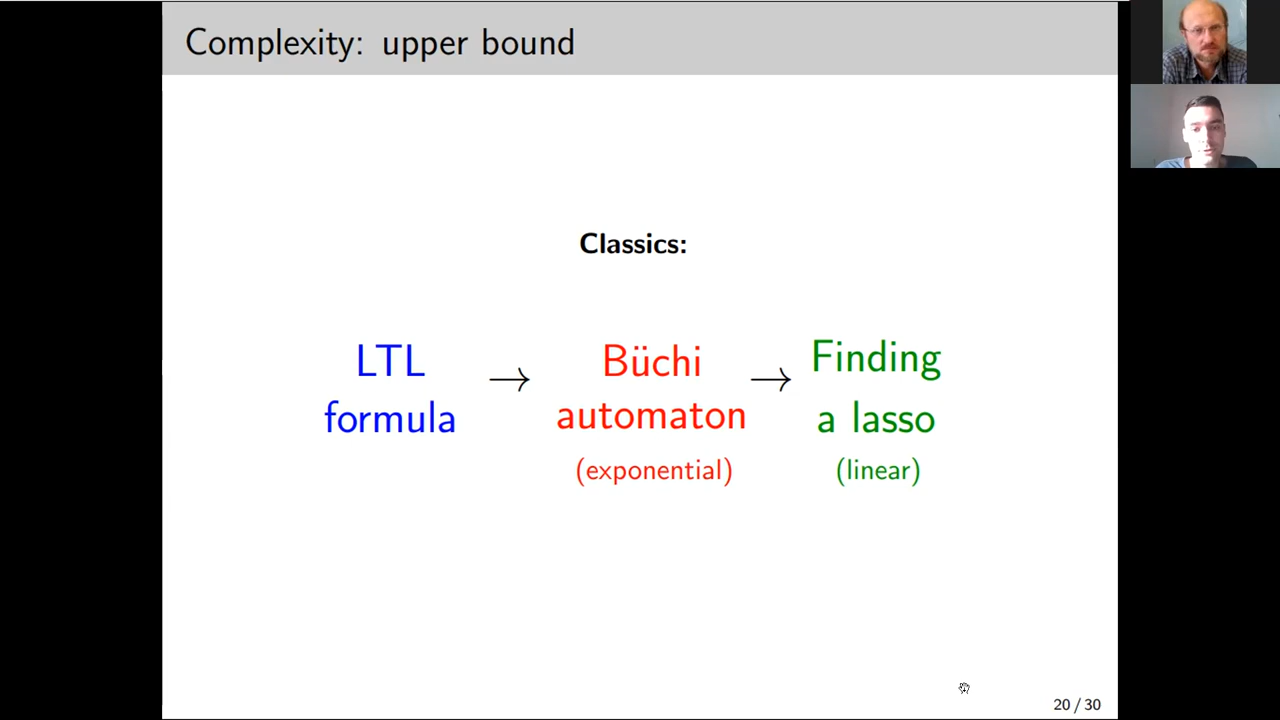 Complexity: upper bound
Classics:
LTL
formula
→
Büchi
automaton
(exponential)
→
Finding
a lasso
(linear)
20 / 30